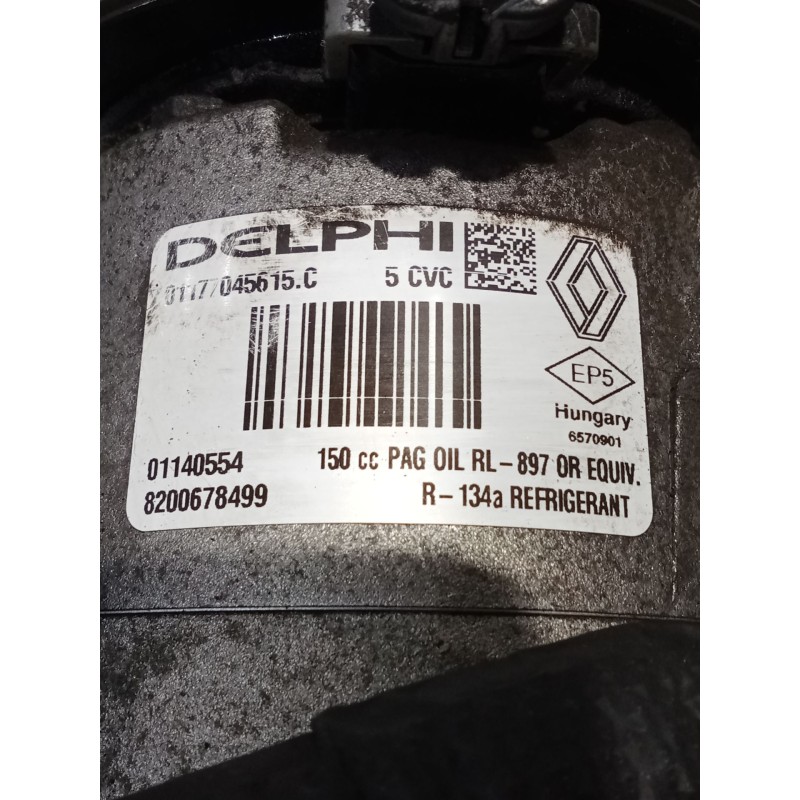 DELPHI
01177045615.C 5 CVC
EP5
Hungary
6570901
01140554 150 cc PAG OIL RL-897 OR EQUIV.
8200678499 R-134a REFRIGERANT